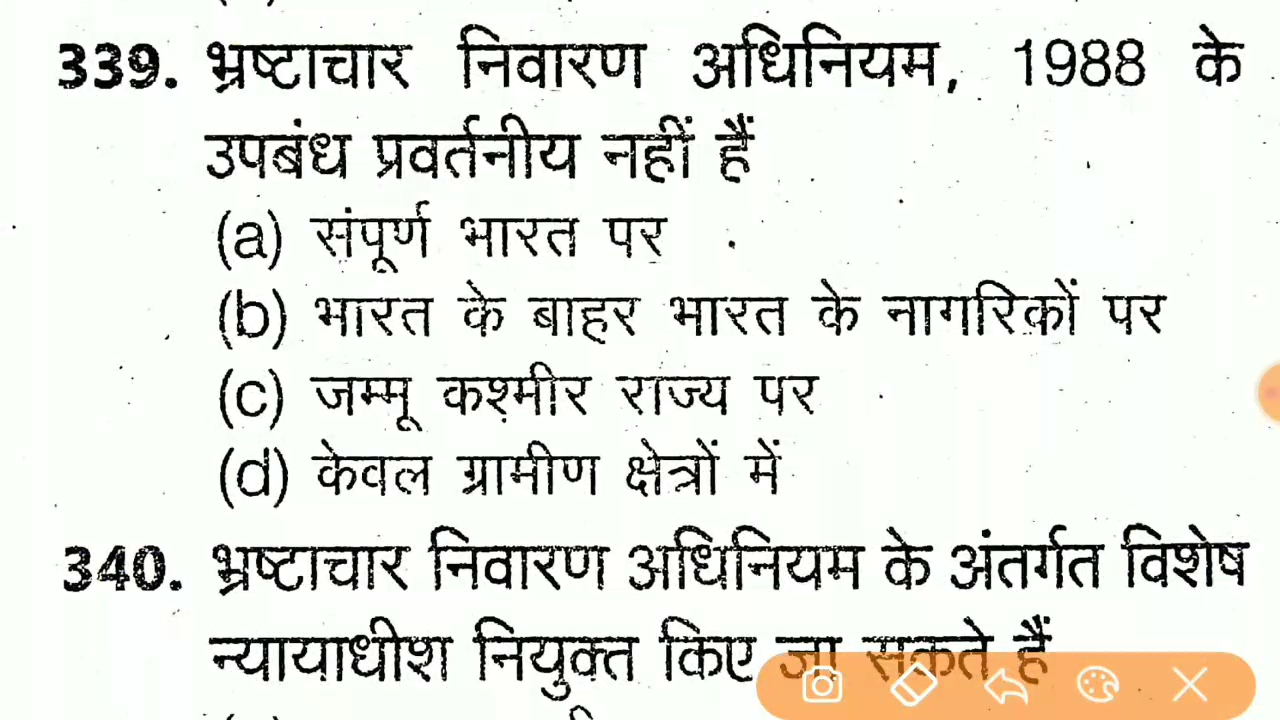 339. भ्रष्टाचार निवारण अधिनियम, 1988 के
उपबंध प्रवर्तनीय नहीं हैं
(a) संपूर्ण भारत पर
(b) भारत के बाहर भारत के नागरिकों पर
(c) जम्मू कश्मीर राज्य पर
(d) केवल ग्रामीण क्षेत्रों में
340. भ्रष्टाचार निवारण अधिनियम के अंतर्गत विशेष
न्यायाधीश नियुक्त किए जा सकते हैं